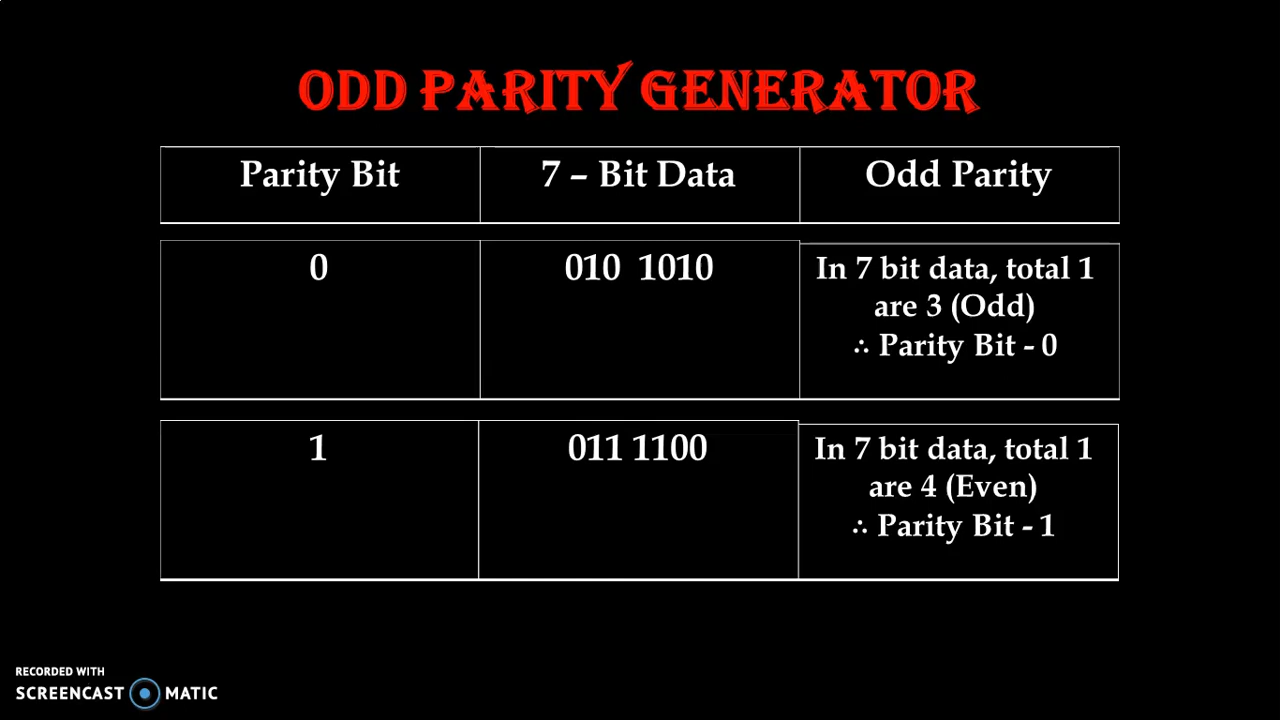 ODD PARITY GENERATOR
Parity Bit 7 – Bit Data Odd Parity
0 010 1010 In 7 bit data, total 1
are 3 (Odd)
∴ Parity Bit - 0
1 011 1100 In 7 bit data, total 1
are 4 (Even)
∴ Parity Bit - 1
RECORDED WITH
SCREENCAST MATIC